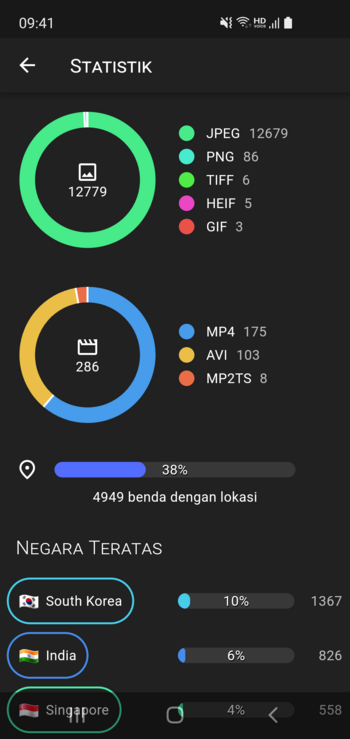 09:41
HD
VOICE
STATISTIK
12779
JPEG 12679
PNG 86
TIFF 6
HEIF 5
GIF 3
286
MP4 175
AVI 103
MP2TS 8
38%
4949 benda dengan lokasi
NEGARA TERATAS
South Korea 10% 1367
India 6% 826
Singapore 4% 558